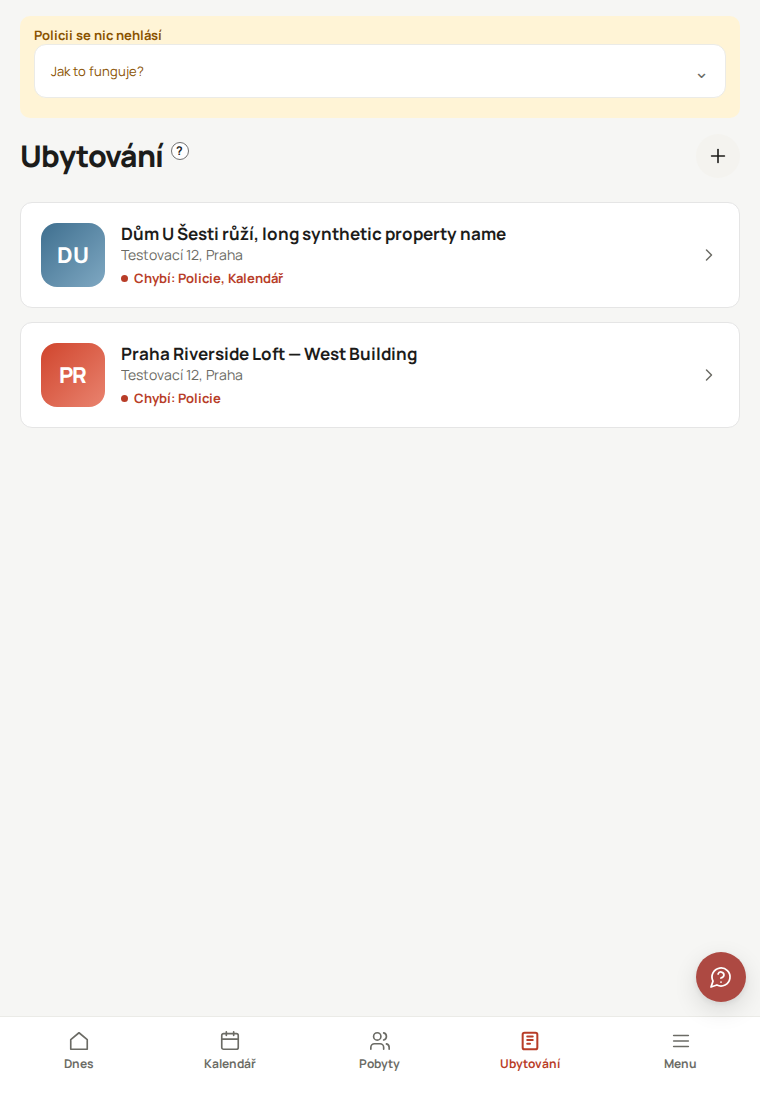 Policii se nic nehlásí
Jak to funguje?
Ubytování ?
DU
Dům U Šesti růží, long synthetic property name
Testovací 12, Praha
Chybí: Policie, Kalendář
PR
Praha Riverside Loft — West Building
Testovací 12, Praha
Chybí: Policie
Dnes
Kalendář
Pobyty
Ubytování
Menu